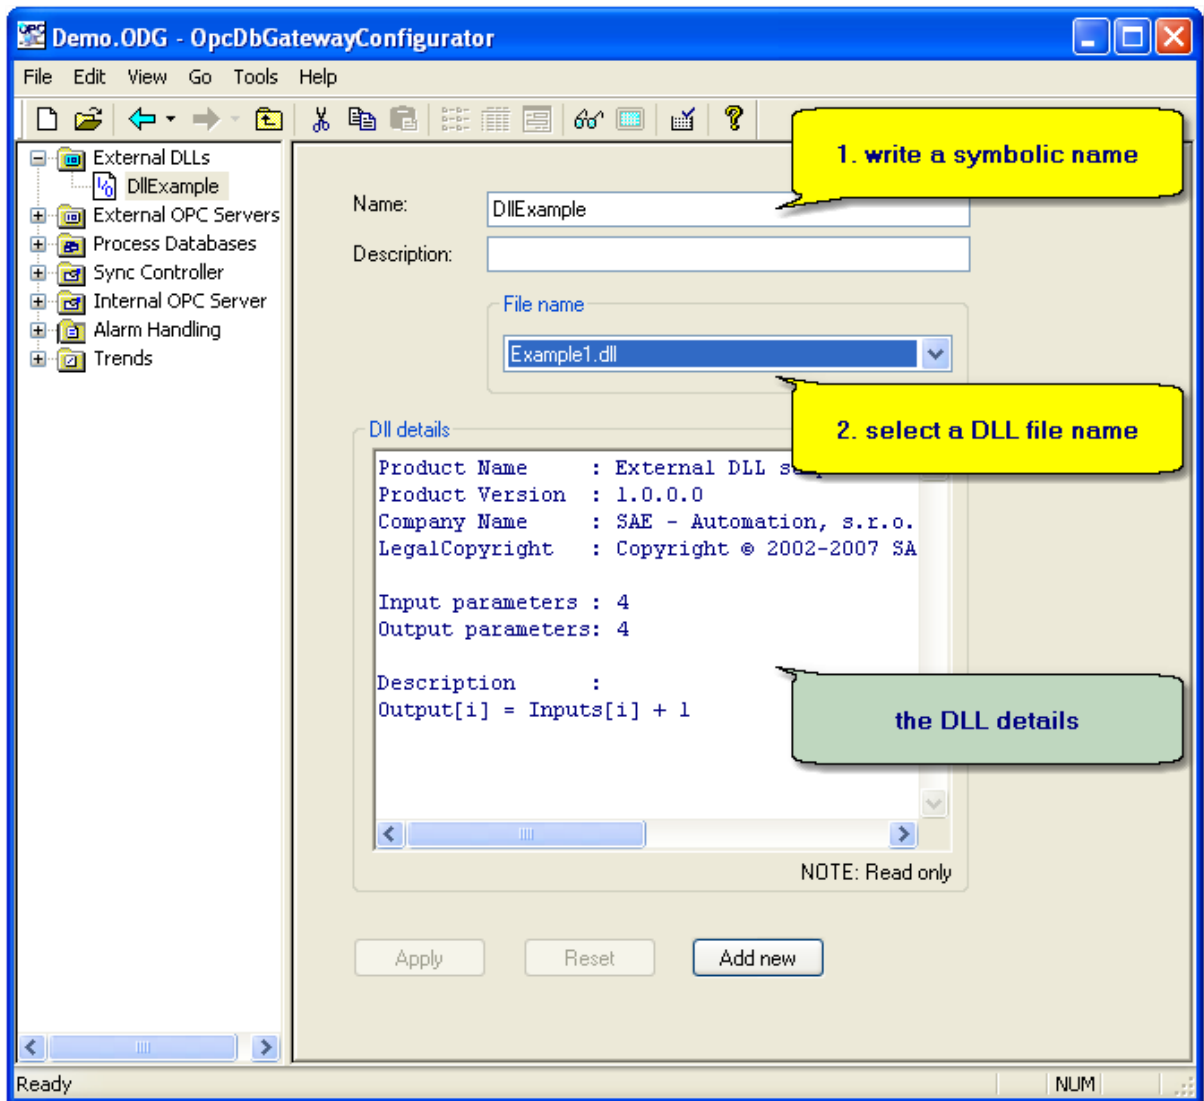 Demo.ODG - OpcDbGatewayConfigurator
File Edit View Go Tools Help
1. write a symbolic name
External DLLs
DllExample
External OPC Servers
Process Databases
Sync Controller
Internal OPC Server
Alarm Handling
Trends
Name: DllExample
Description:
File name
Example1.dll
2. select a DLL file name
Dll details
Product Name : External DLL
Product Version : 1.0.0.0
Company Name : SAE - Automation, s.r.o.
LegalCopyright : Copyright © 2002-2007 SA
Input parameters : 4
Output parameters: 4
Description :
Output[i] = Inputs[i] + 1
the DLL details
NOTE: Read only
Apply Reset Add new
Ready NUM